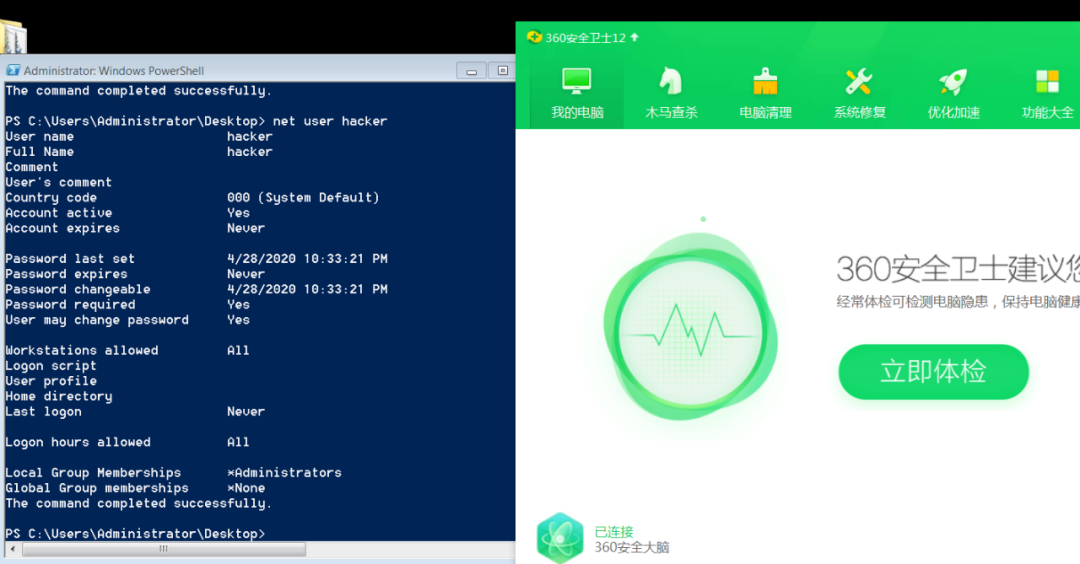 Administrator: Windows PowerShell
The command completed successfully.
PS C:\Users\Administrator\Desktop> net user hacker
User name hacker
Full Name hacker
Comment
User's comment
Country code 000 (System Default)
Account active Yes
Account expires Never
Password last set 4/28/2020 10:33:21 PM
Password expires Never
Password changeable 4/28/2020 10:33:21 PM
Password required Yes
User may change password Yes
Workstations allowed All
Logon script
User profile
Home directory
Last logon Never
Logon hours allowed All
Local Group Memberships *Administrators
Global Group memberships *None
The command completed successfully.
PS C:\Users\Administrator\Desktop>
360安全卫士12
我的电脑 木马查杀 电脑清理 系统修复 优化加速 功能大全
360安全卫士建议您
经常体检可检测电脑隐患，保持电脑健康
立即体检
已连接
360安全大脑